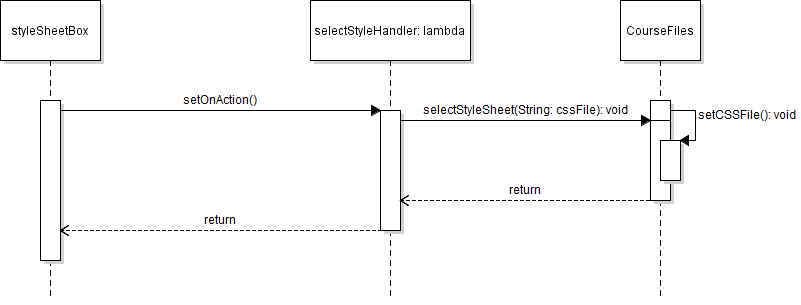 styleSheetBox
selectStyleHandler: lambda
CourseFiles
setOnAction()
selectStyleSheet(String: cssFile): void
setCSSFile(): void
return
return